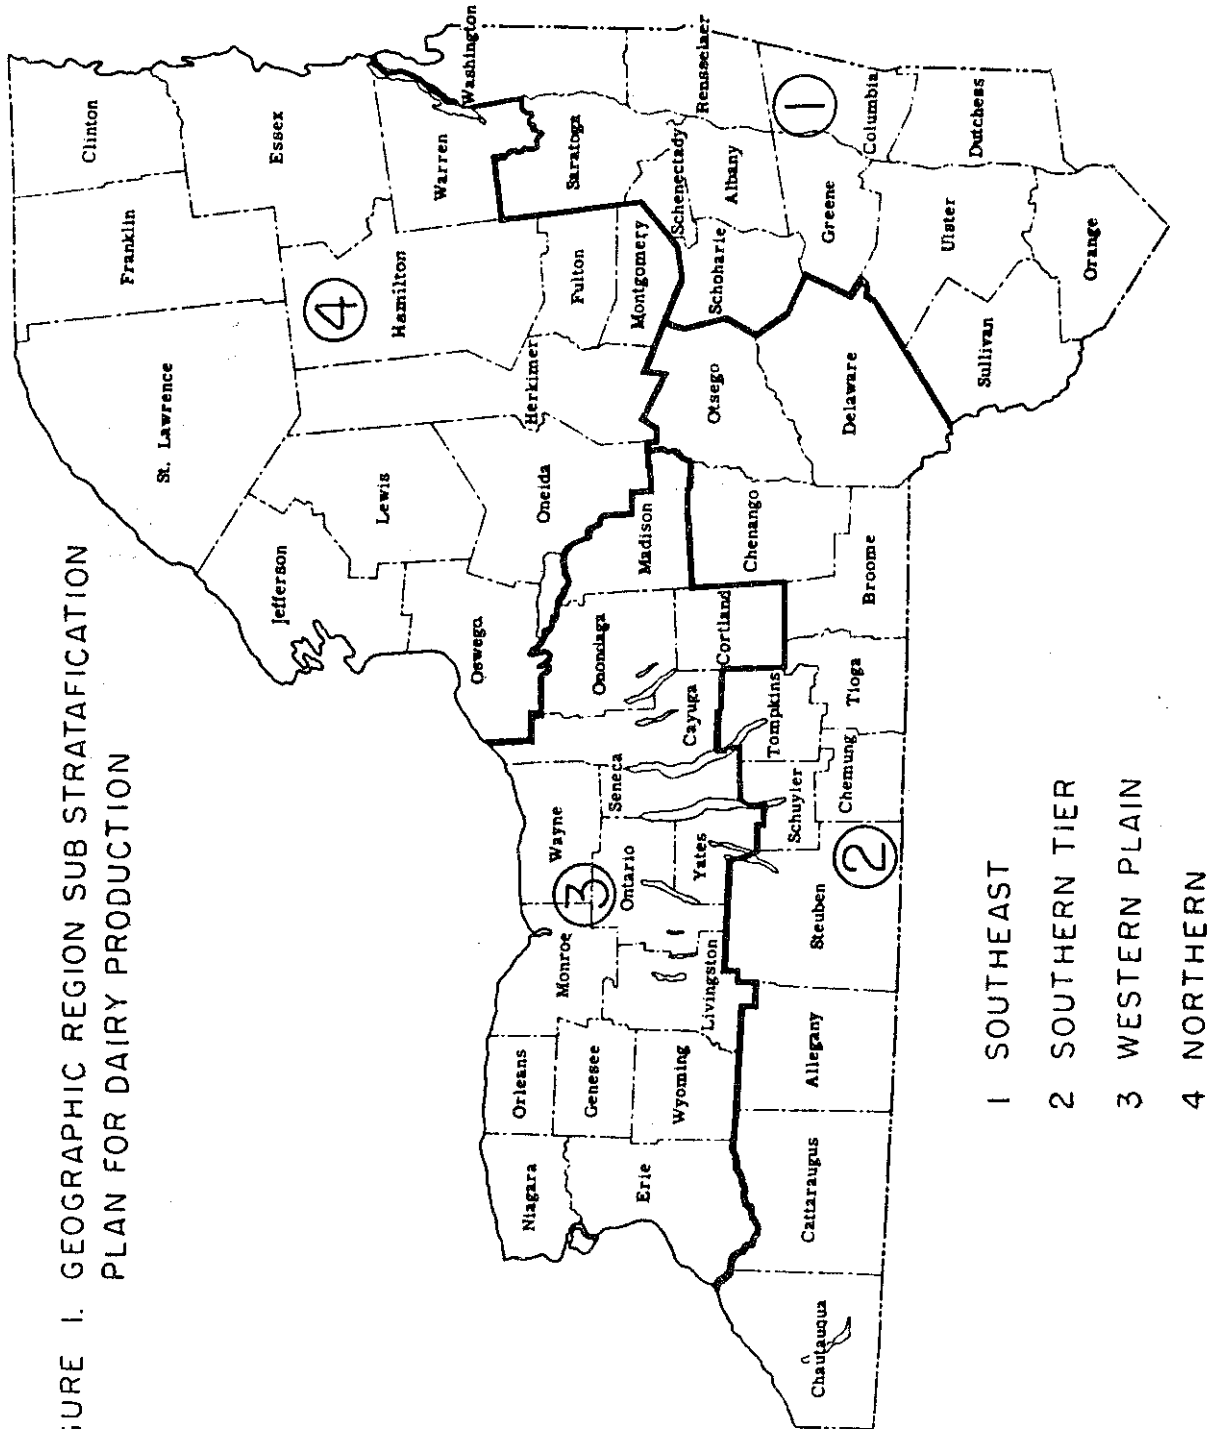 GURE 1. GEOGRAPHIC REGION SUB STRATAFICATION
PLAN FOR DAIRY PRODUCTION
Clinton
Franklin
St. Lawrence
Essex
Jefferson
Lewis
Hamilton
4
Warren
Washington
Oswego
Oneida
Herkimer
Fulton
Saratoga
Niagara
Orleans
Monroe
Wayne
3
Genesee
Ontario
Seneca
Onondaga
Madison
Montgomery
Schenectady
Rensselaer
Erie
Wyoming
Livingston
Yates
Cayuga
Cortland
Otsego
Schoharie
Albany
Chenango
Tompkins
Schuyler
1
Chautauqua
Cattaraugus
Allegany
Steuben
2
Chemung
Tioga
Broome
Delaware
Greene
Columbia
Ulster
Dutchess
Sullivan
Orange
1 SOUTHEAST
2 SOUTHERN TIER
3 WESTERN PLAIN
4 NORTHERN